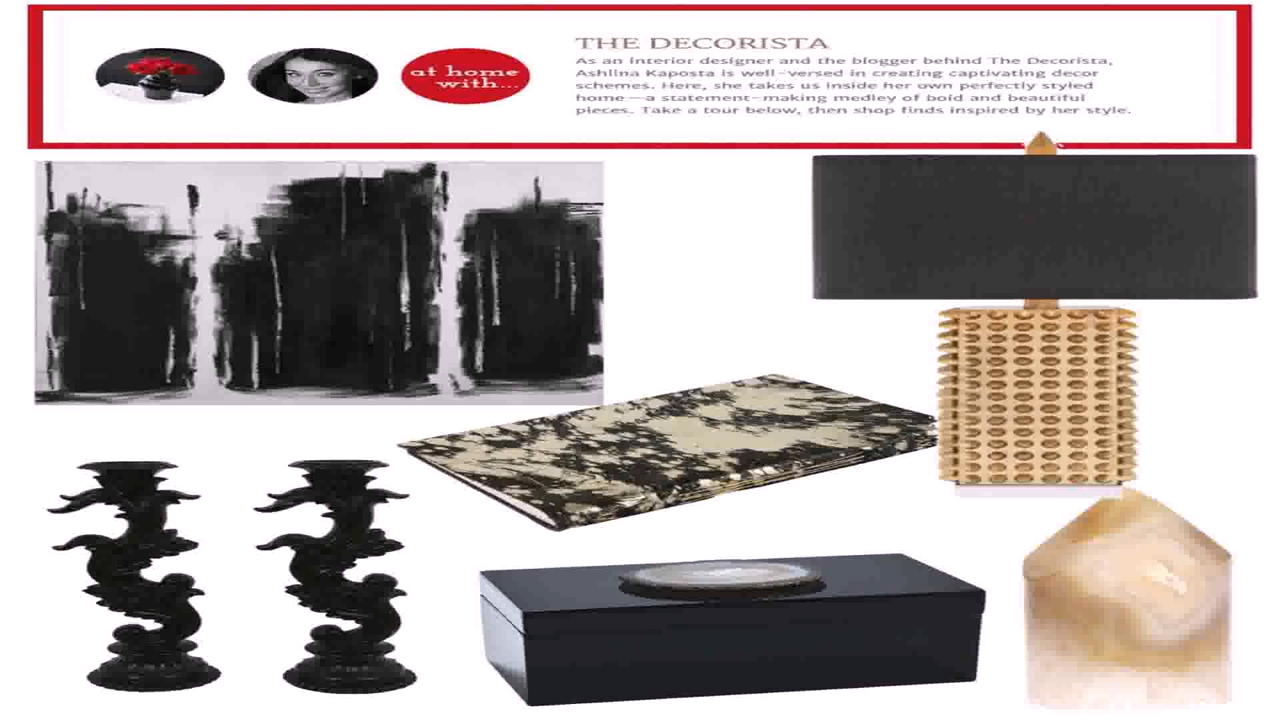 at home
with...
THE DECORISTA
As an interior designer and the blogger behind The Decorista,
Ashlina Kaposta is well-versed in creating captivating decor
schemes. Here, she takes us inside her own perfectly styled
home—a statement-making medley of bold and beautiful
pieces. Take a tour below, then shop finds inspired by her style.